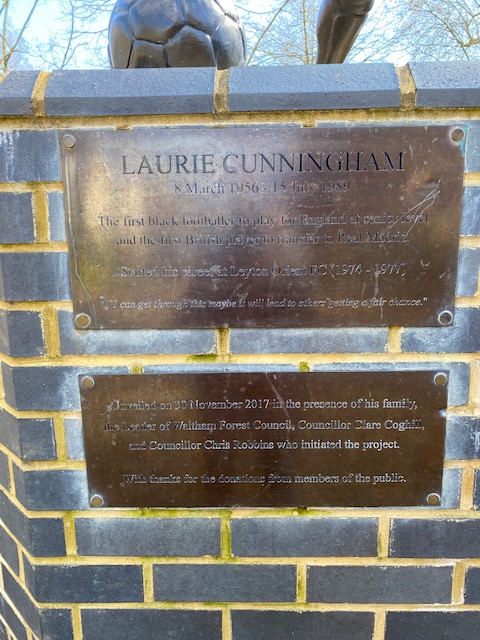 LAURIE CUNNINGHAM
8 March 1956 - 15 July 1989
The first black footballer to play for England at senior level
and the first British player to transfer to Real Madrid.
Started his career at Leyton Orient FC (1974 - 1977)
"If I can get through this maybe it will lead to others getting a fair chance."
Unveiled on 30 November 2017 in the presence of his family,
the Leader of Waltham Forest Council, Councillor Clare Coghill,
and Councillor Chris Robbins who initiated the project.
With thanks for the donations from members of the public.